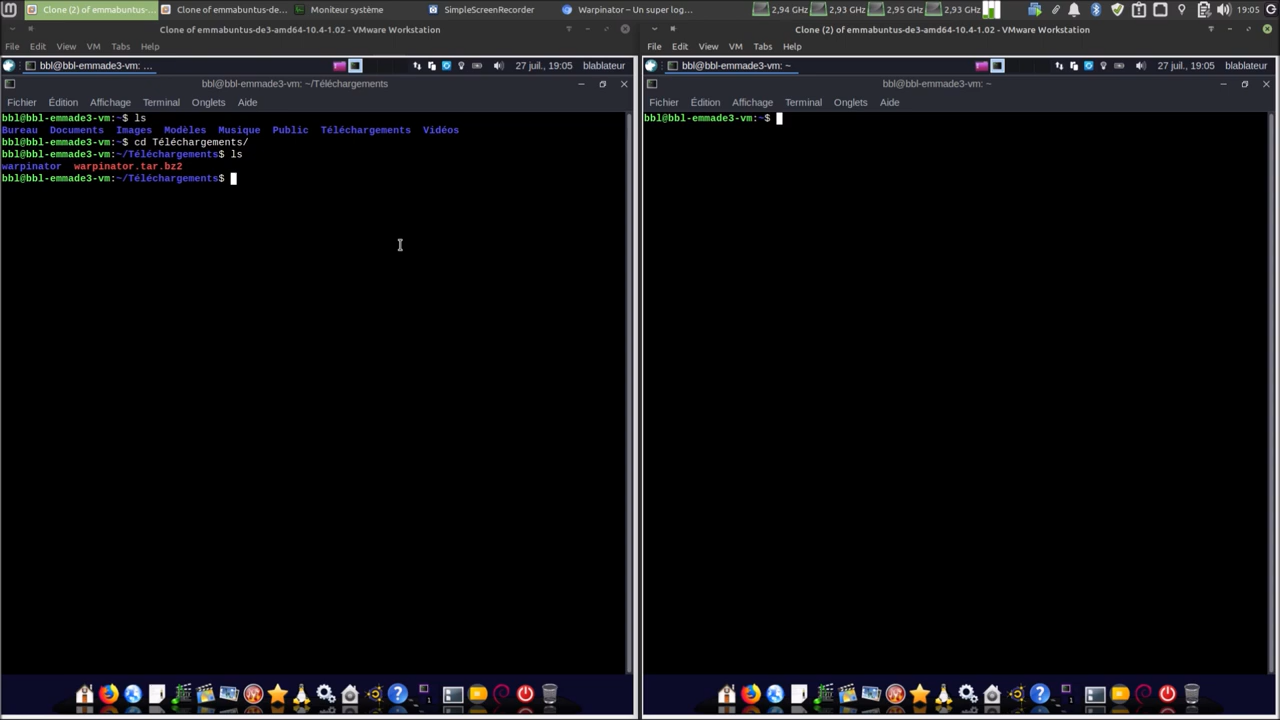 Clone (2) of emmabuntus-... Clone of emmabuntus-de... Moniteur système SimpleScreenRecorder Warpinator – Un super log... 2,94 GHz 2,93 GHz 2,95 GHz 2,93 GHz 19:05
Clone of emmabuntus-de3-amd64-10.4-1.02 - VMware Workstation
File Edit View VM Tabs Help
bbl@bbl-emmade3-vm: ... 27 juil., 19:05 blablateur
bbl@bbl-emmade3-vm: ~/Téléchargements
Fichier Édition Affichage Terminal Onglets Aide
bbl@bbl-emmade3-vm:~$ ls
Bureau Documents Images Modèles Musique Public Téléchargements Vidéos
bbl@bbl-emmade3-vm:~$ cd Téléchargements/
bbl@bbl-emmade3-vm:~/Téléchargements$ ls
warpinator warpinator.tar.bz2
bbl@bbl-emmade3-vm:~/Téléchargements$
Clone (2) of emmabuntus-de3-amd64-10.4-1.02 - VMware Workstation
File Edit View VM Tabs Help
bbl@bbl-emmade3-vm: ~ 27 juil., 19:05 blablateur
bbl@bbl-emmade3-vm: ~
Fichier Édition Affichage Terminal Onglets Aide
bbl@bbl-emmade3-vm:~$